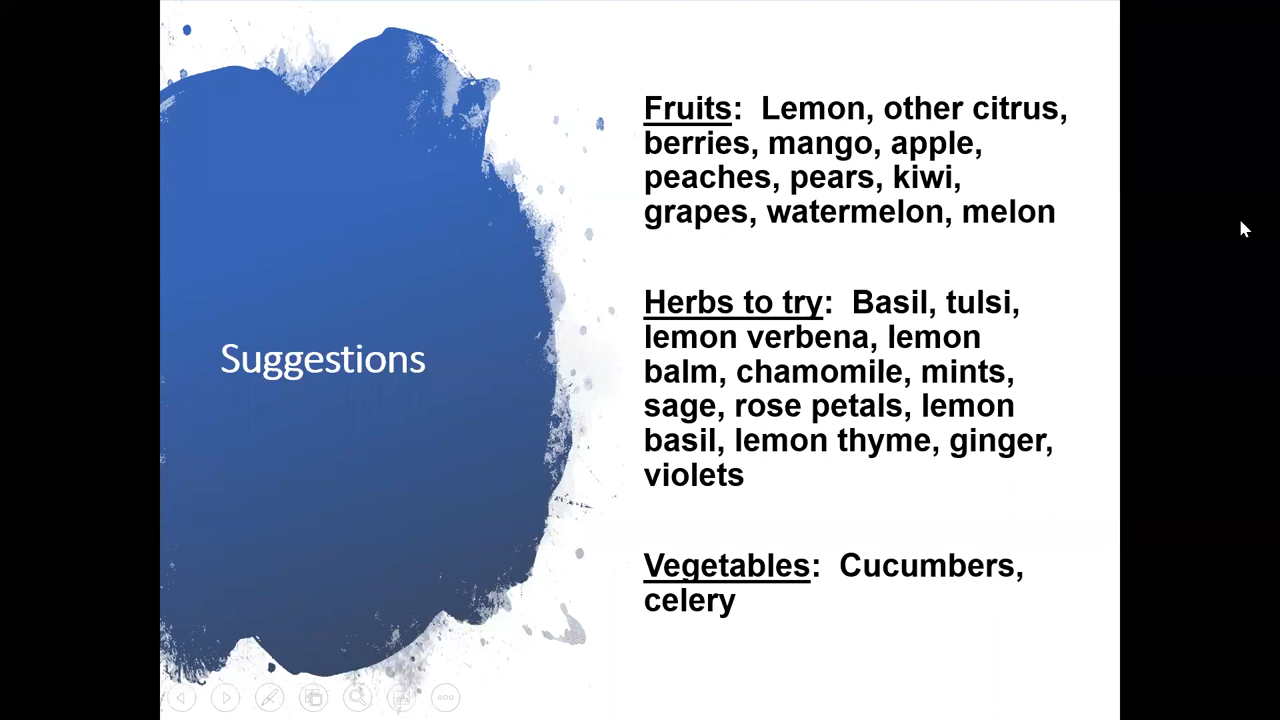 Suggestions
Fruits:  Lemon, other citrus,
berries, mango, apple,
peaches, pears, kiwi,
grapes, watermelon, melon
Herbs to try:  Basil, tulsi,
lemon verbena, lemon
balm, chamomile, mints,
sage, rose petals, lemon
basil, lemon thyme, ginger,
violets
Vegetables:  Cucumbers,
celery